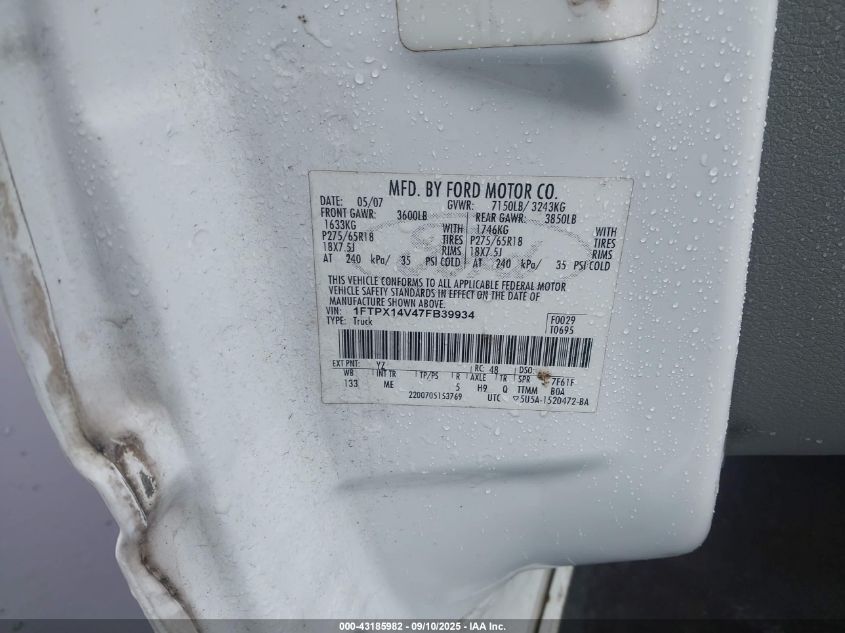 MFD. BY FORD MOTOR CO.
DATE: 05/07 GVWR: 7150LB/ 3243KG
FRONT GAWR: 3600LB REAR GAWR: 3850LB
1633KG WITH 1746KG WITH
P275/65R18 TIRES P275/65R18 TIRES
18X7.5J RIMS 18X7.5J RIMS
AT 240 kPa/ 35 PSI COLD AT 240 kPa/ 35 PSI COLD
THIS VEHICLE CONFORMS TO ALL APPLICABLE FEDERAL MOTOR
VEHICLE SAFETY STANDARDS IN EFFECT ON THE DATE OF
MANUFACTURE SHOWN ABOVE.
VIN: 1FTPX14V47FB39934 F0029
TYPE: Truck T0695
EXT PNT: YZ RC: 48 DSO:
WB INT TR TP/PS R AXLE TR SPR 7F61F
133 ME 5 H9 Q TTMM BOA
2200705153769 UTC ▽5U5A-1520472-BA
Ford
000-43185982 - 09/10/2025 - IAA Inc.